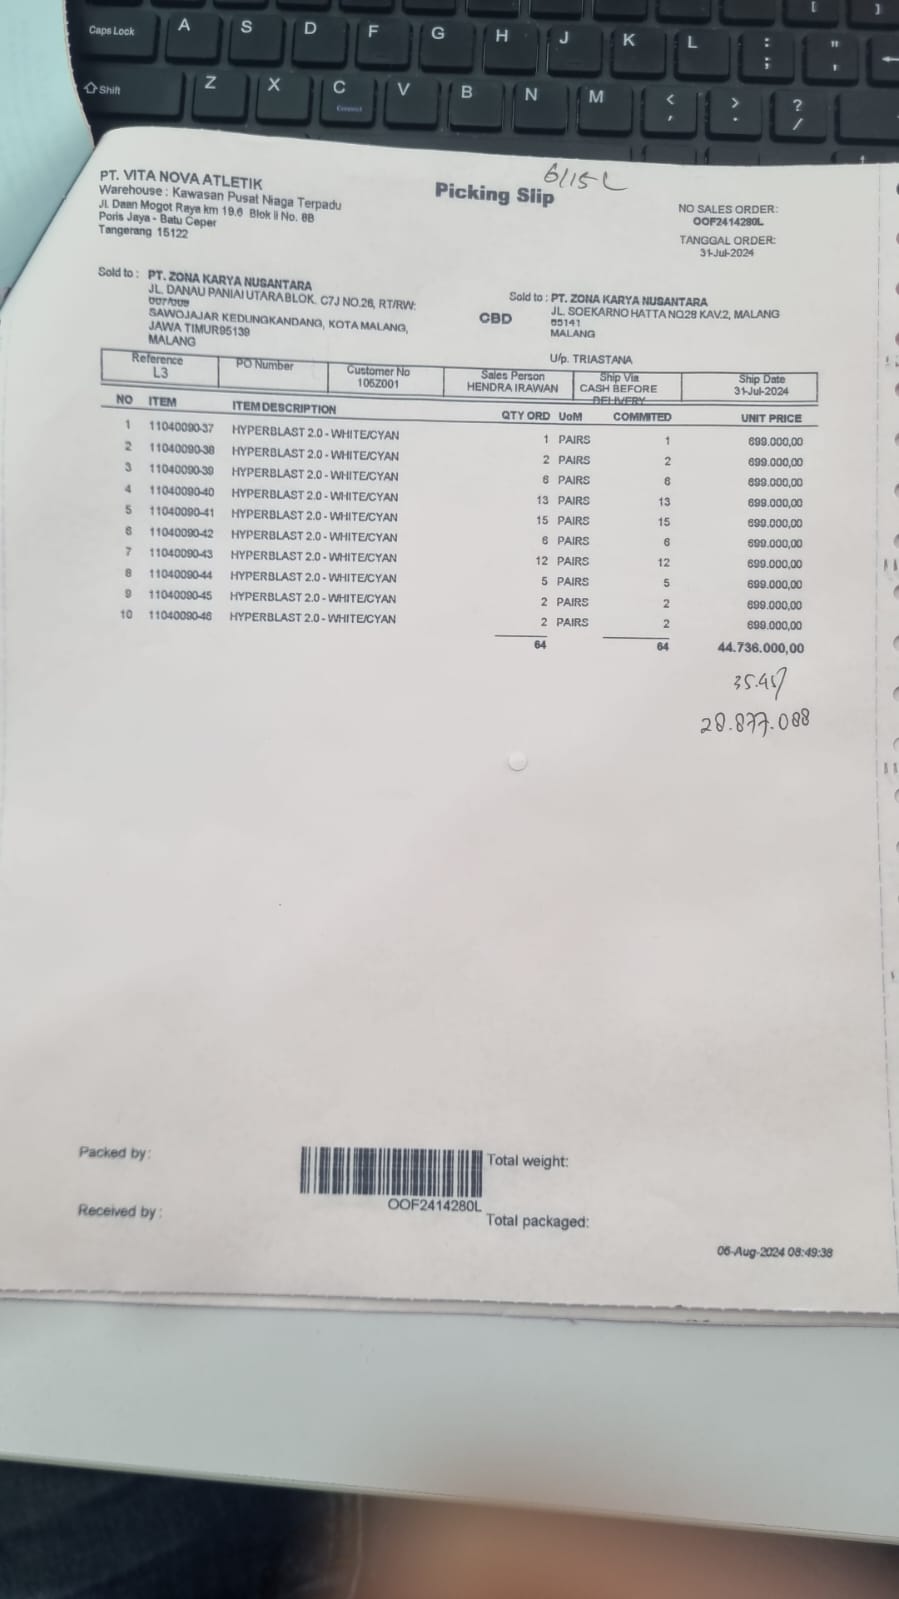 Caps Lock A S D F G H J K L : ; " ,
Shift Z X C V B N M < , > . ? /
PT. VITA NOVA ATLETIK
Warehouse : Kawasan Pusat Niaga Terpadu
Jl. Daan Mogot Raya km 19.6 Blok Ii No. 8B
Poris Jaya - Batu Ceper
Tangerang 15122
Picking Slip
NO SALES ORDER:
OOF2414280L
TANGGAL ORDER:
31-Jul-2024
Sold to : PT. ZONA KARYA NUSANTARA
JL. DANAU PANIAI UTARA BLOK. C7J NO.26, RT/RW:
007/009
SAWOJAJAR KEDUNGKANDANG, KOTA MALANG,
JAWA TIMUR95139
MALANG
CBD
Sold to : PT. ZONA KARYA NUSANTARA
JL. SOEKARNO HATTA NO28 KAV.2, MALANG
65141
MALANG
U/p. TRIASTANA
Reference PO Number Customer No Sales Person Ship Via Ship Date
L3 106Z001 HENDRA IRAWAN CASH BEFORE 31-Jul-2024
DELIVERY
NO ITEM ITEM DESCRIPTION QTY ORD UoM COMMITED UNIT PRICE
1 11040090-37 HYPERBLAST 2.0 - WHITE/CYAN 1 PAIRS 1 699.000,00
2 11040090-38 HYPERBLAST 2.0 - WHITE/CYAN 2 PAIRS 2 699.000,00
3 11040090-39 HYPERBLAST 2.0 - WHITE/CYAN 6 PAIRS 6 699.000,00
4 11040090-40 HYPERBLAST 2.0 - WHITE/CYAN 13 PAIRS 13 699.000,00
5 11040090-41 HYPERBLAST 2.0 - WHITE/CYAN 15 PAIRS 15 699.000,00
6 11040090-42 HYPERBLAST 2.0 - WHITE/CYAN 6 PAIRS 6 699.000,00
7 11040090-43 HYPERBLAST 2.0 - WHITE/CYAN 12 PAIRS 12 699.000,00
8 11040090-44 HYPERBLAST 2.0 - WHITE/CYAN 5 PAIRS 5 699.000,00
9 11040090-45 HYPERBLAST 2.0 - WHITE/CYAN 2 PAIRS 2 699.000,00
10 11040090-46 HYPERBLAST 2.0 - WHITE/CYAN 2 PAIRS 2 699.000,00
64 64 44.736.000,00
28.877.088
Packed by:
Total weight:
OOF2414280L
Received by :
Total packaged:
06-Aug-2024 08:49:38